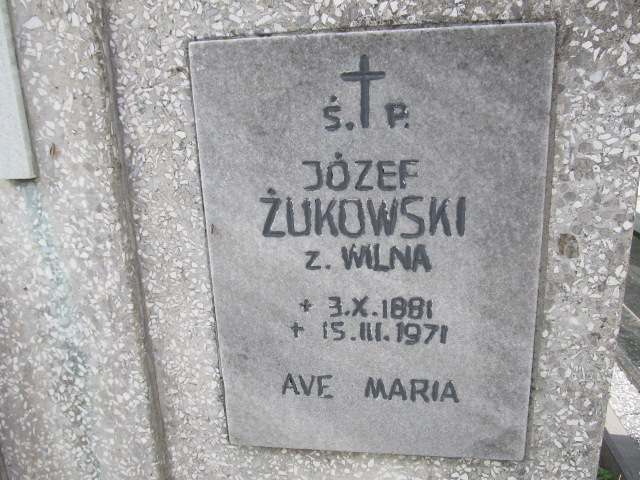 Ś. P.
JÓZEF
ŻUKOWSKI
z. WILNA
+ 3.X.1881
+ 15.III.1971
AVE MARIA